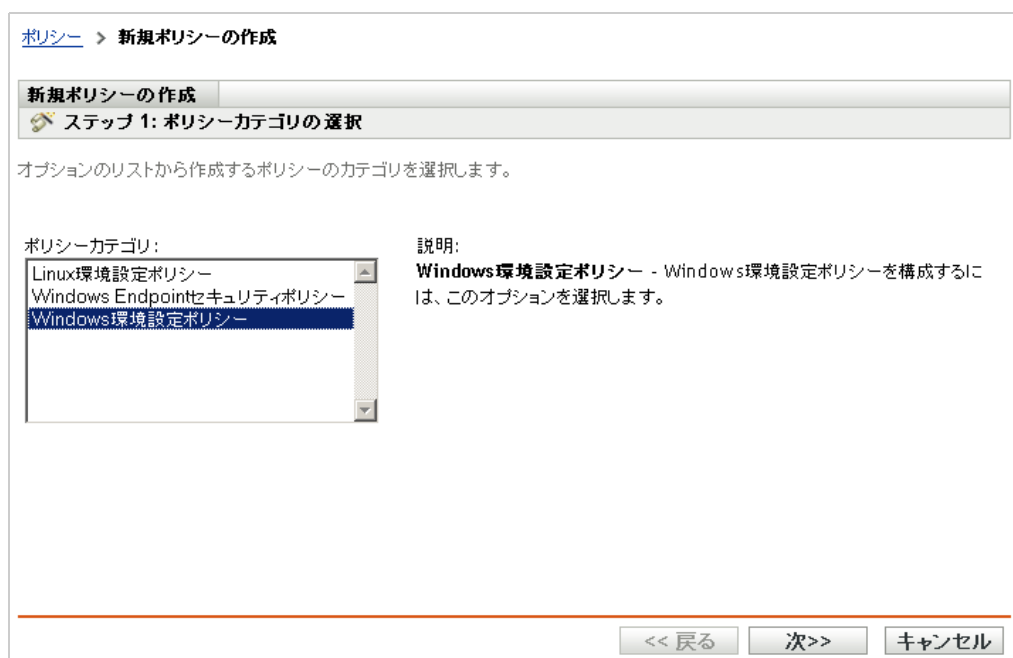 ポリシー > 新規ポリシーの作成
新規ポリシーの作成
ステップ 1: ポリシーカテゴリの選択
オプションのリストから作成するポリシーのカテゴリを選択します。
ポリシーカテゴリ:
Linux環境設定ポリシー
Windows Endpointセキュリティポリシー
Windows環境設定ポリシー
説明:
Windows環境設定ポリシー - Windows環境設定ポリシーを構成するに
は、このオプションを選択します。
<< 戻る
次>>
キャンセル